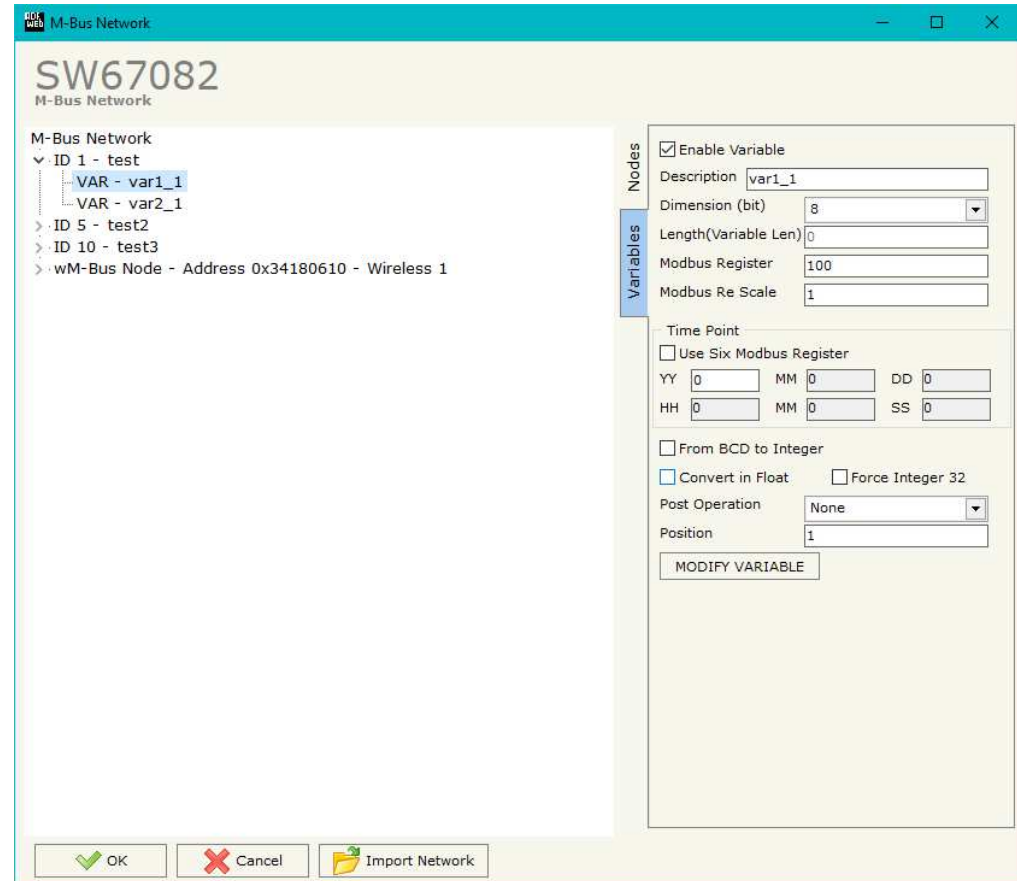 ADF
WEB M-Bus Network
SW67082
M-Bus Network
M-Bus Network
ID 1 - test
VAR - var1_1
VAR - var2_1
ID 5 - test2
ID 10 - test3
wM-Bus Node - Address 0x34180610 - Wireless 1
Nodes
Variables
Enable Variable
Description var1_1
Dimension (bit) 8
Length(Variable Len) 0
Modbus Register 100
Modbus Re Scale 1
Time Point
Use Six Modbus Register
YY 0 MM 0 DD 0
HH 0 MM 0 SS 0
From BCD to Integer
Convert in Float Force Integer 32
Post Operation None
Position 1
MODIFY VARIABLE
OK Cancel Import Network